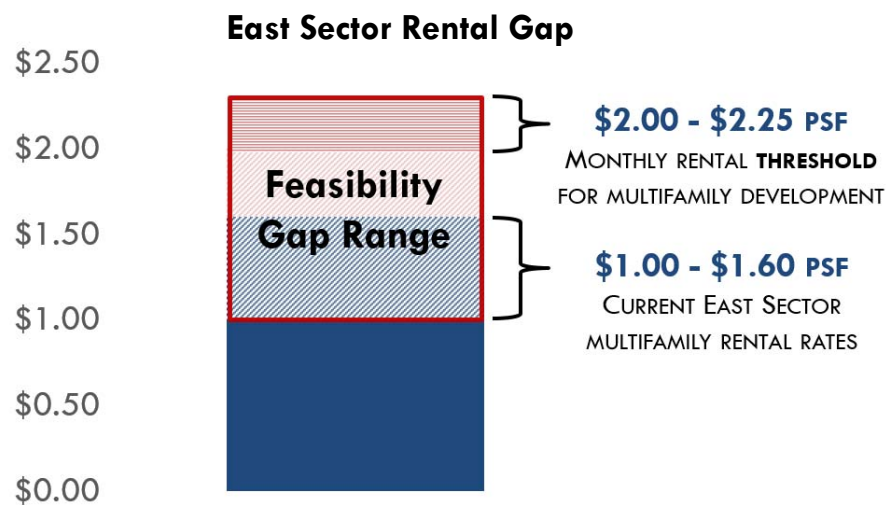 East Sector Rental Gap
$2.50
$2.00
$1.50
$1.00
$0.50
$0.00
Feasibility
Gap Range
$2.00 - $2.25 PSF
MONTHLY RENTAL THRESHOLD
FOR MULTIFAMILY DEVELOPMENT
$1.00 - $1.60 PSF
CURRENT EAST SECTOR
MULTIFAMILY RENTAL RATES